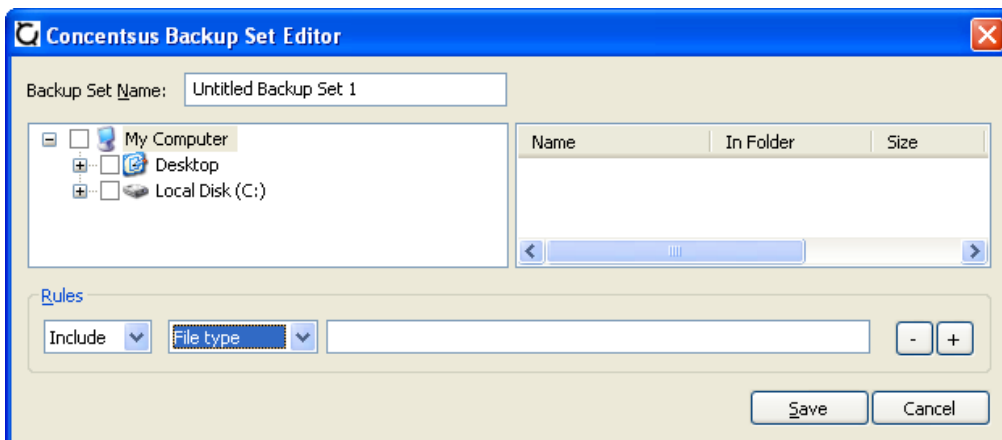 Concentsus Backup Set Editor
Backup Set Name: Untitled Backup Set 1
My Computer
Desktop
Local Disk (C:)
Name In Folder Size
Rules
Include File type - +
Save Cancel